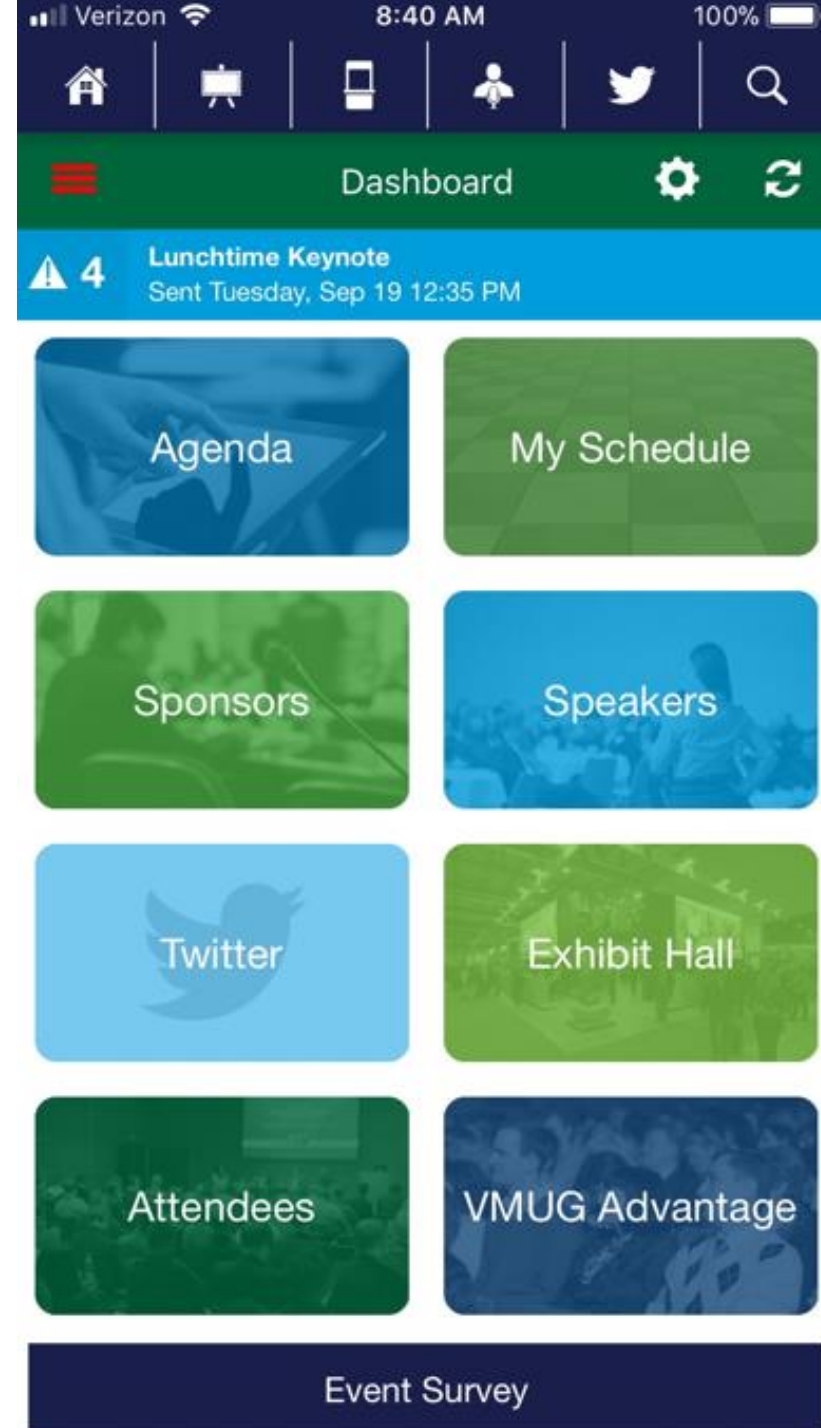 Verizon 8:40 AM 100%
Dashboard
4 Lunchtime Keynote
Sent Tuesday, Sep 19 12:35 PM
Agenda My Schedule
Sponsors Speakers
Twitter Exhibit Hall
Attendees VMUG Advantage
Event Survey